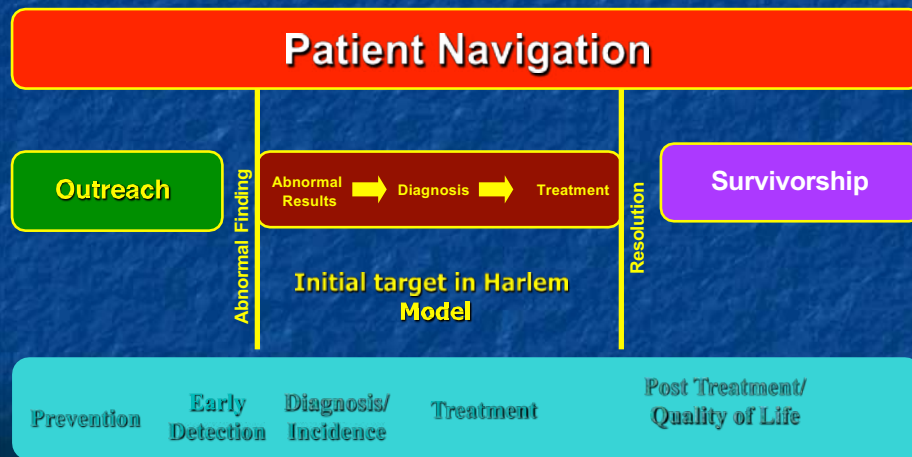 Patient Navigation
Outreach
Abnormal Finding
Abnormal
Results
Diagnosis
Treatment
Resolution
Survivorship
Initial target in Harlem
Model
Prevention
Early
Detection
Diagnosis/
Incidence
Treatment
Post Treatment/
Quality of Life